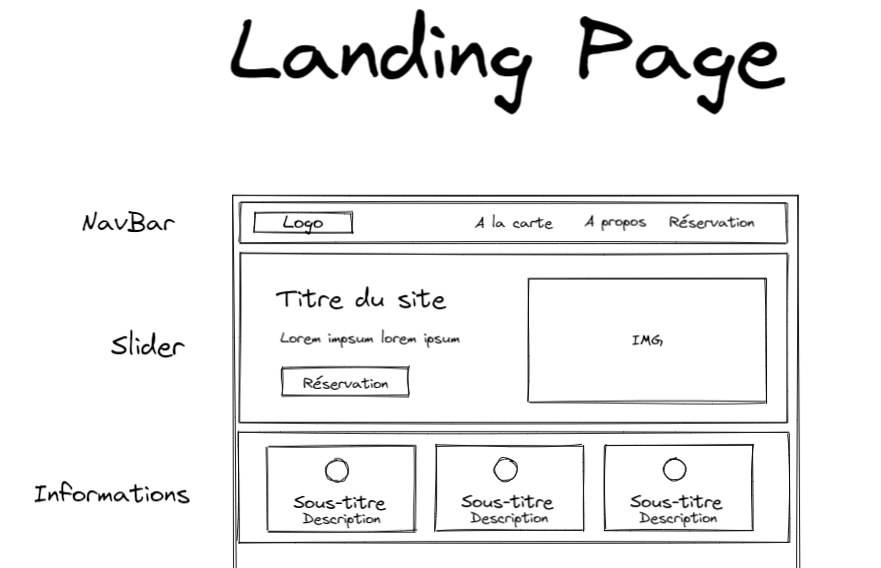 Landing Page
NavBar
Logo
A la carte
A propos
Réservation
Slider
Titre du site
Lorem impsum lorem ipsum
Réservation
IMG
Informations
Sous-titre
Description
Sous-titre
Description
Sous-titre
Description